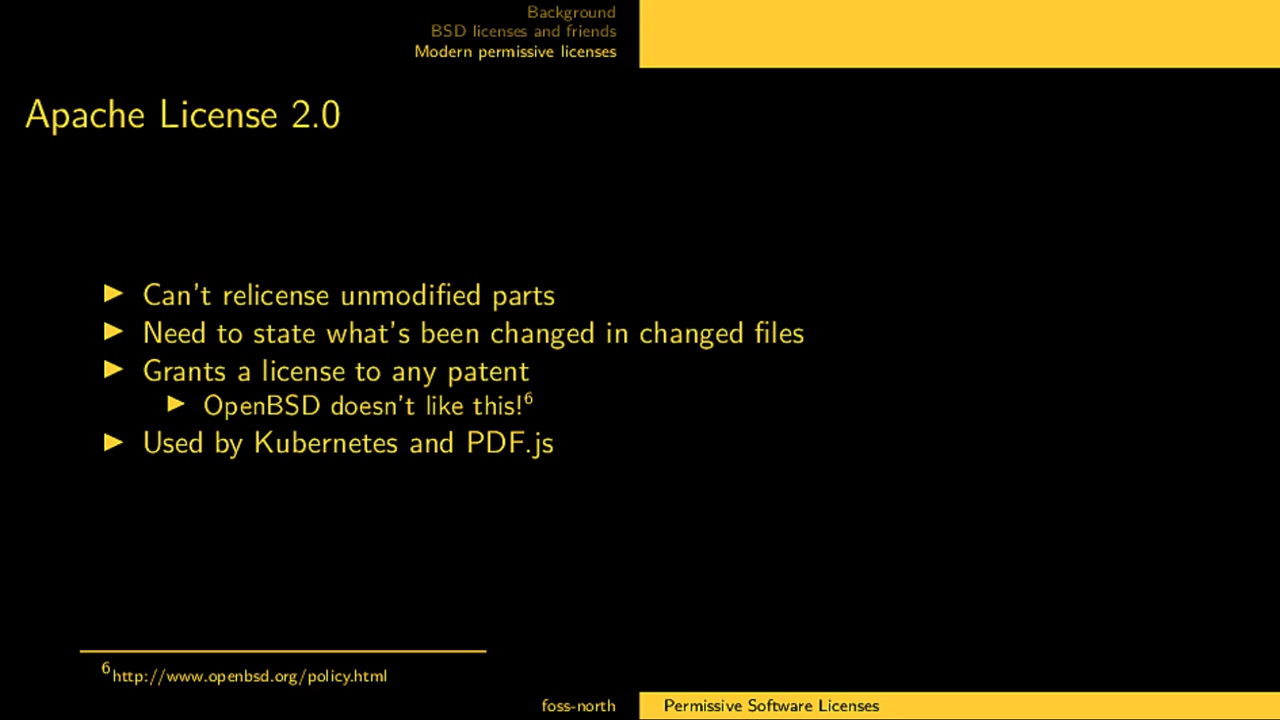 Background
BSD licenses and friends
Modern permissive licenses
Apache License 2.0
Can't relicense unmodified parts
Need to state what's been changed in changed files
Grants a license to any patent
OpenBSD doesn't like this!⁶
Used by Kubernetes and PDF.js
⁶http://www.openbsd.org/policy.html
foss-north
Permissive Software Licenses